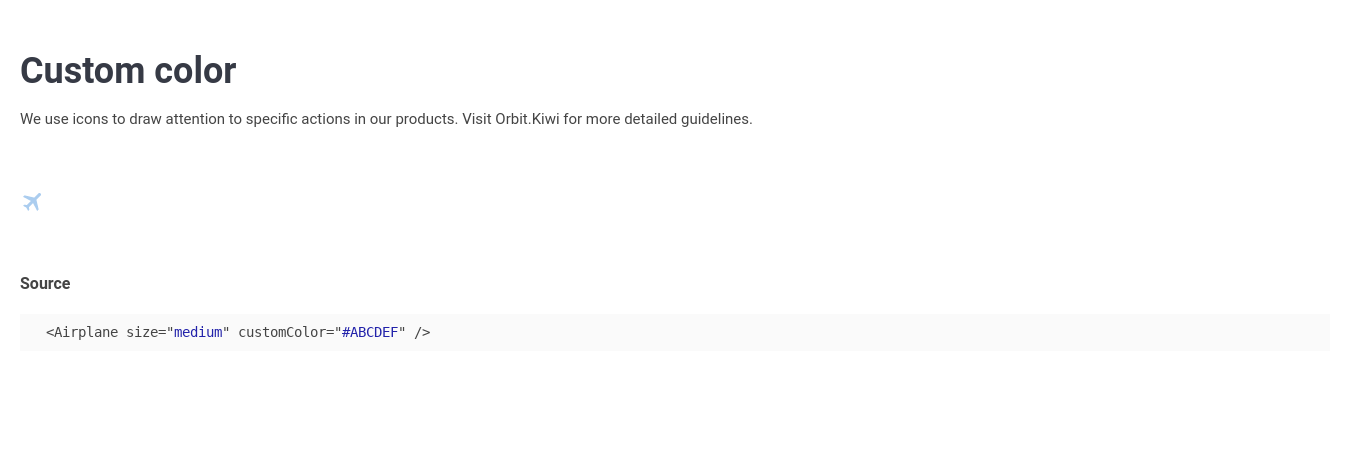 Custom color
We use icons to draw attention to specific actions in our products. Visit Orbit.Kiwi for more detailed guidelines.
Source
<Airplane size="medium" customColor="#ABCDEF" />